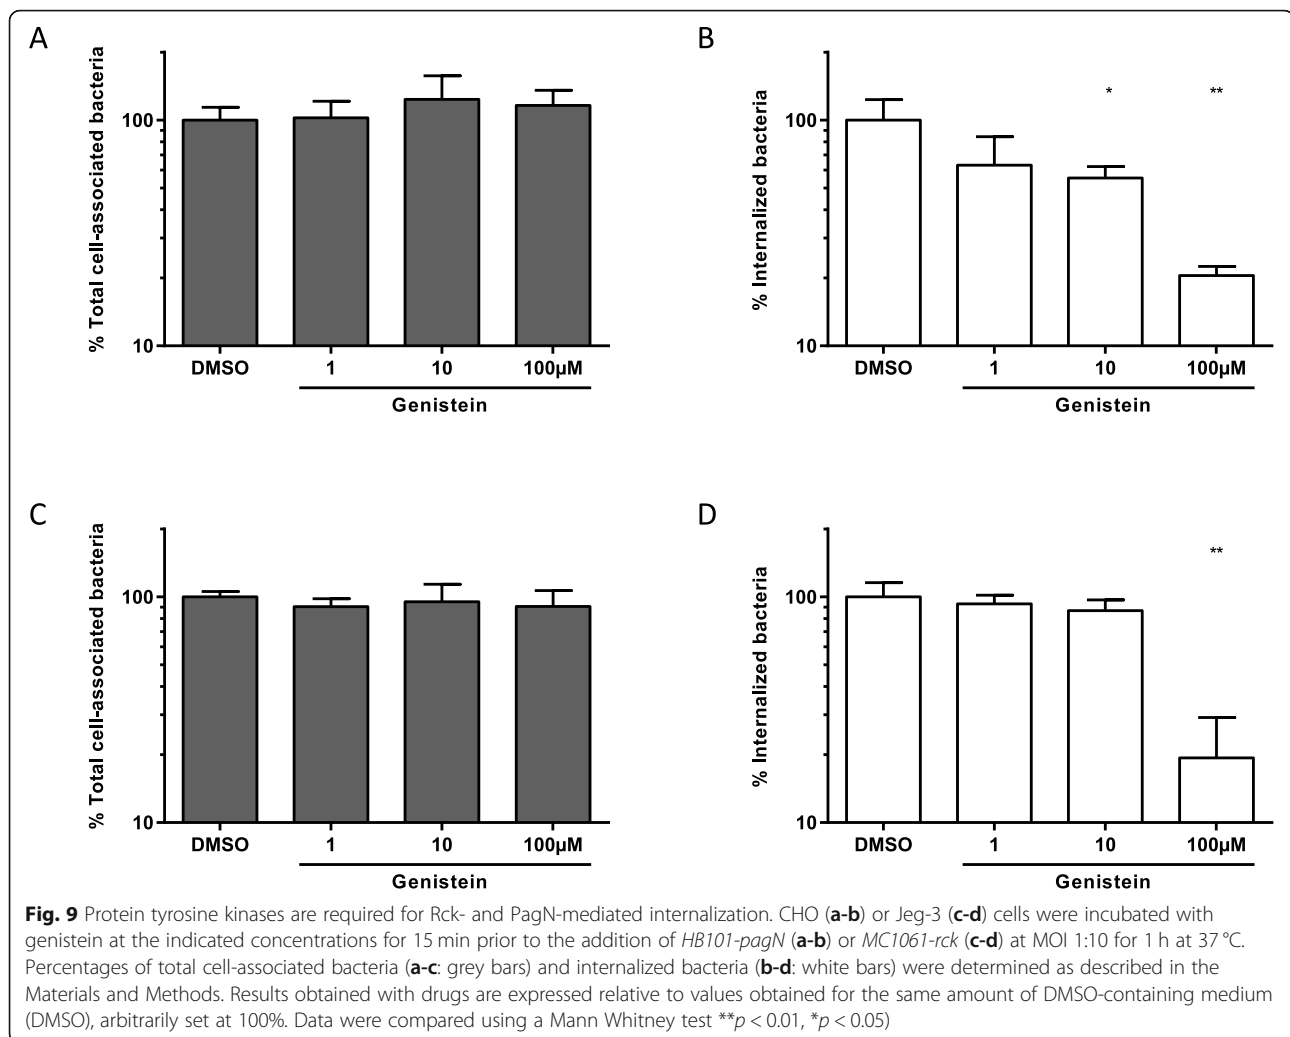 A
% Total cell-associated bacteria
100
10
DMSO 1 10 100µM
Genistein
B
% Internalized bacteria
100
10
* **
DMSO 1 10 100µM
Genistein
C
% Total cell-associated bacteria
100
10
DMSO 1 10 100µM
Genistein
D
% Internalized bacteria
100
10
**
DMSO 1 10 100µM
Genistein
Fig. 9 Protein tyrosine kinases are required for Rck- and PagN-mediated internalization. CHO (a-b) or Jeg-3 (c-d) cells were incubated with
genistein at the indicated concentrations for 15 min prior to the addition of HB101-pagN (a-b) or MC1061-rck (c-d) at MOI 1:10 for 1 h at 37 °C.
Percentages of total cell-associated bacteria (a-c: grey bars) and internalized bacteria (b-d: white bars) were determined as described in the
Materials and Methods. Results obtained with drugs are expressed relative to values obtained for the same amount of DMSO-containing medium
(DMSO), arbitrarily set at 100%. Data were compared using a Mann Whitney test **p < 0.01, *p < 0.05)